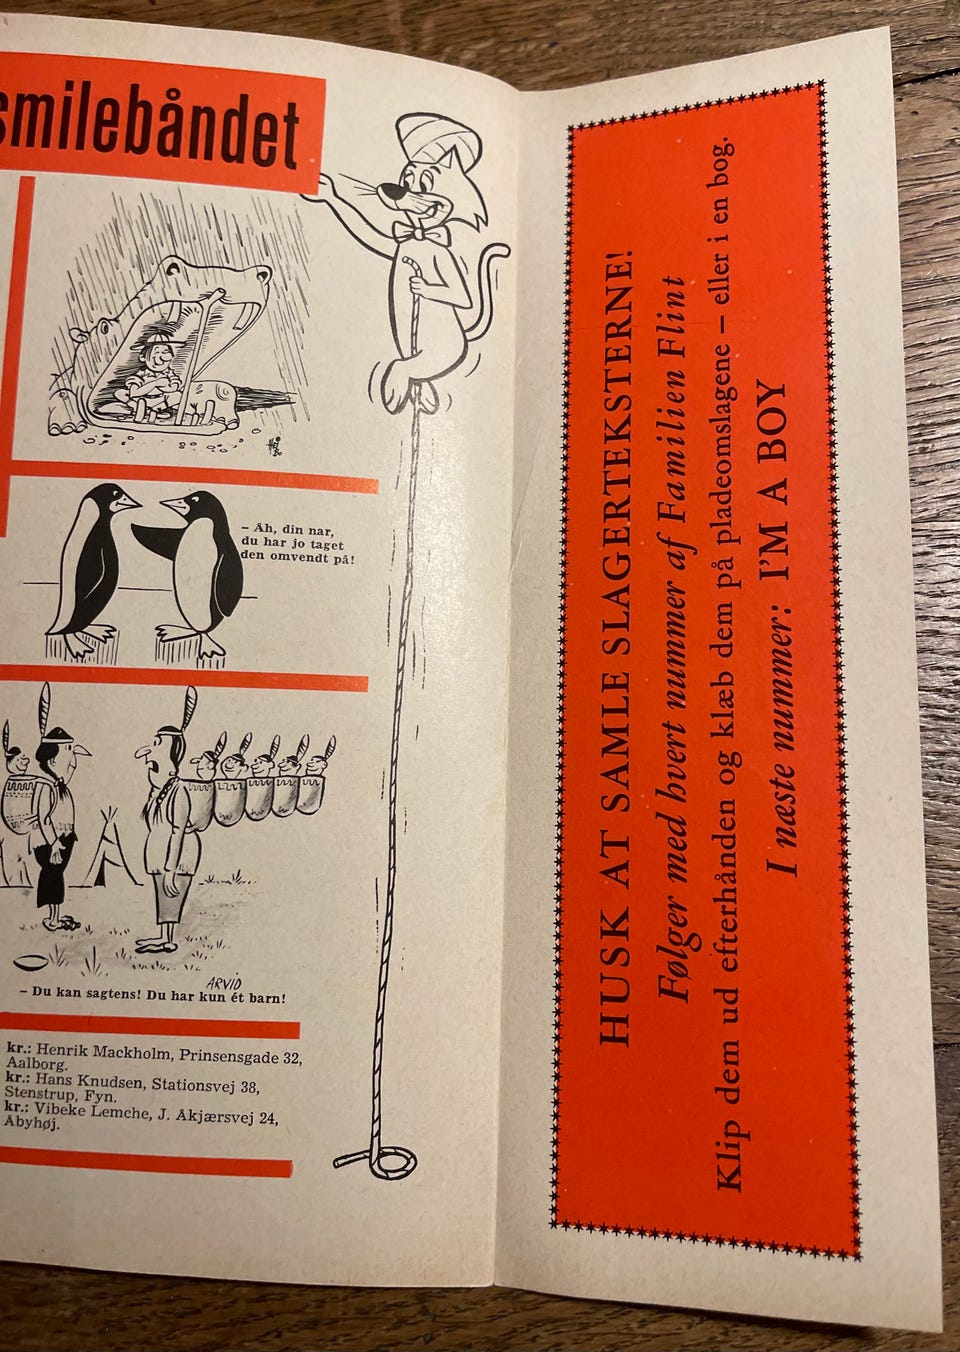 smilebåndet
– Åh, din nar,
du har jo taget
den omvendt på!
ARVID
– Du kan sagtens! Du har kun ét barn!
kr.: Henrik Mackholm, Prinsensgade 32,
Aalborg.
kr.: Hans Knudsen, Stationsvej 38,
Stenstrup, Fyn.
kr.: Vibeke Lemche, J. Akjærsvej 24,
Åbyhøj.
HUSK AT SAMLE SLAGERTEKSTERNE!
Følger med hvert nummer af Familien Flint
Klip dem ud efterhånden og klæb dem på pladeomslagene – eller i en bog.
I næste nummer: I'M A BOY